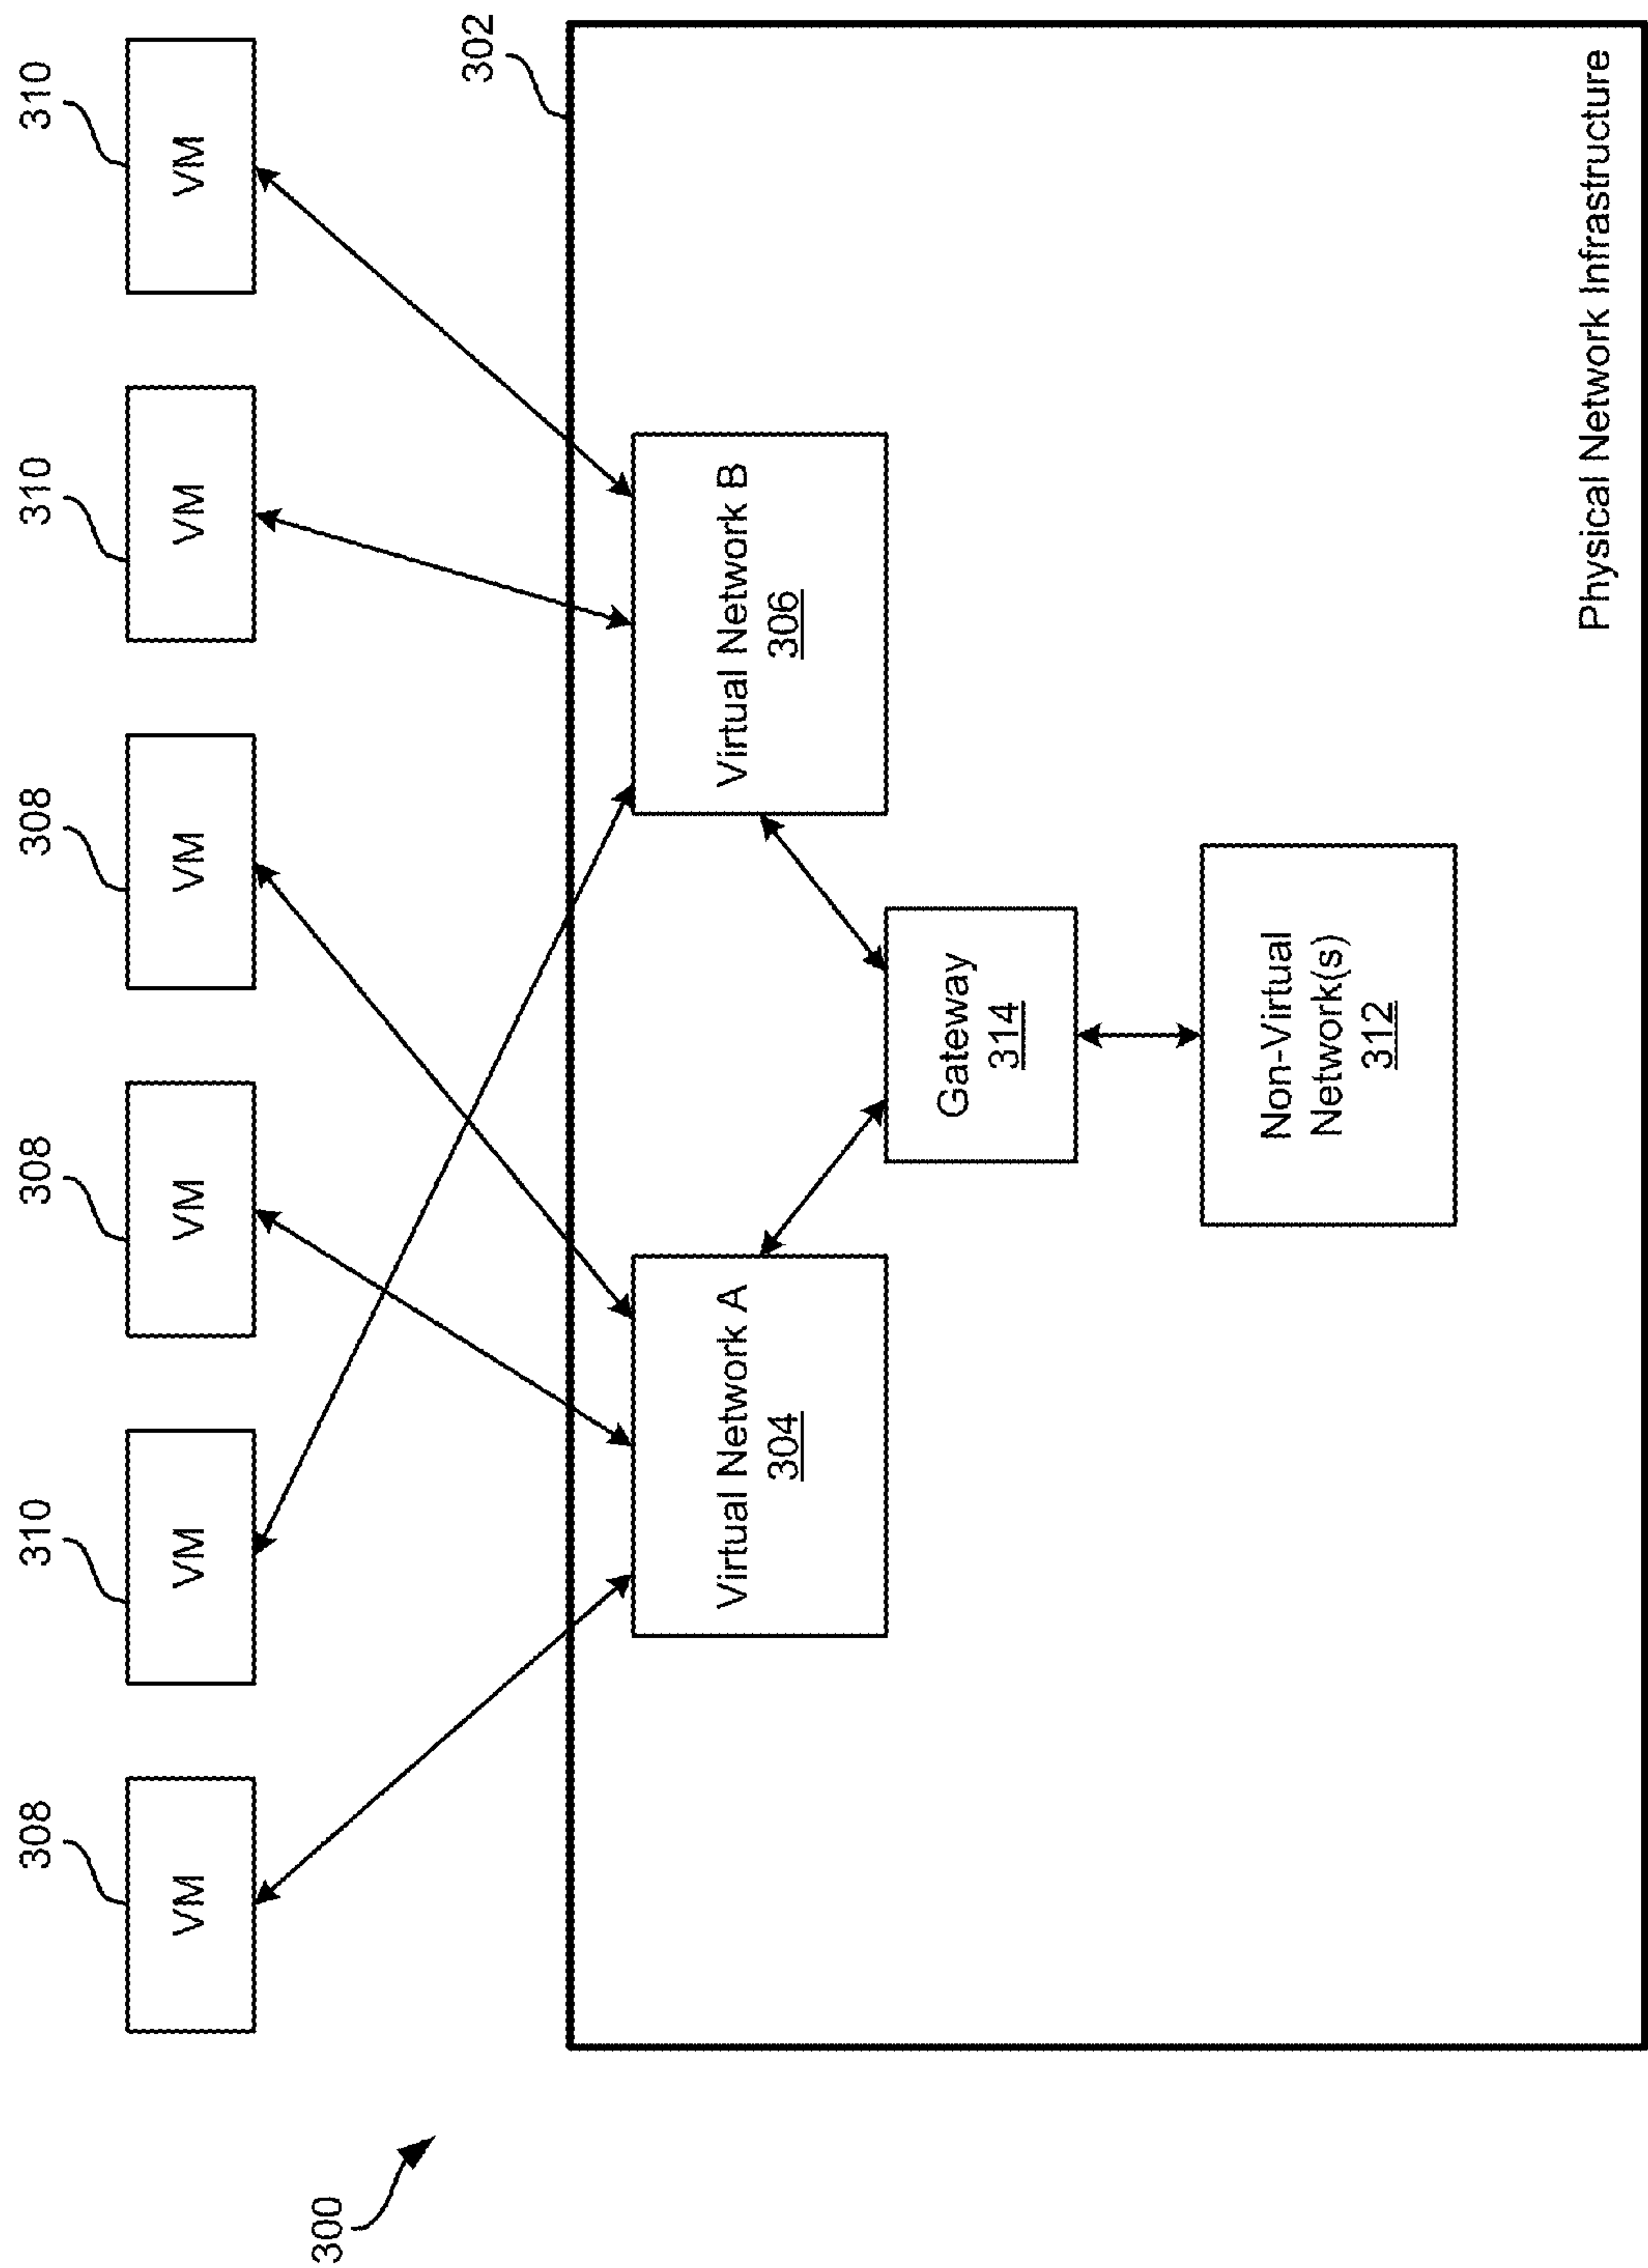 300
308
310
308
308
310
310
VM
VM
VM
VM
VM
VM
302
Virtual Network A
304
Virtual Network B
306
Gateway
314
Non-Virtual
Network(s)
312
Physical Network Infrastructure